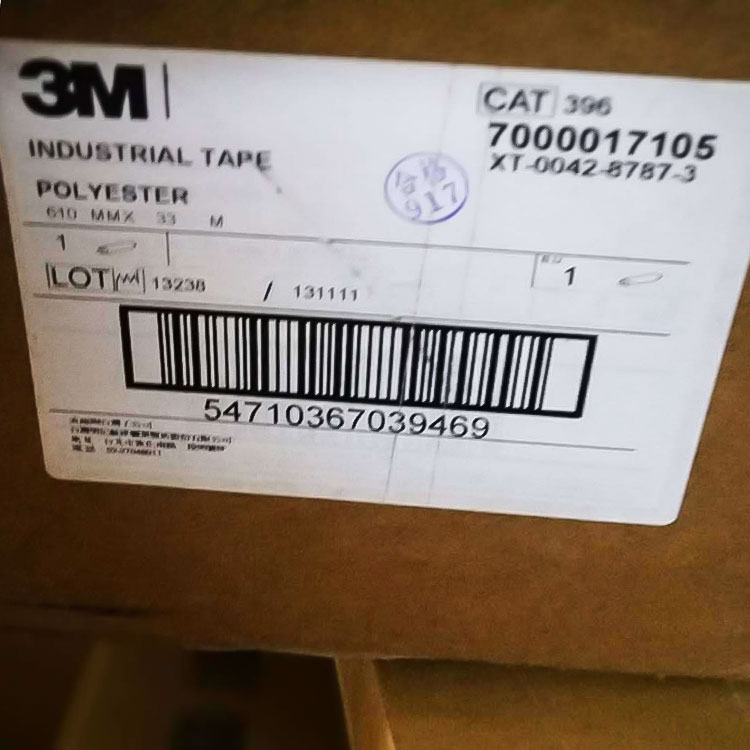 3M
CAT 396
7000017105
XT-0042-8787-3
INDUSTRIAL TAPE
POLYESTER
610 MMX 33 M
合格
917
1
1
LOT 13238 / 131111
54710367039469